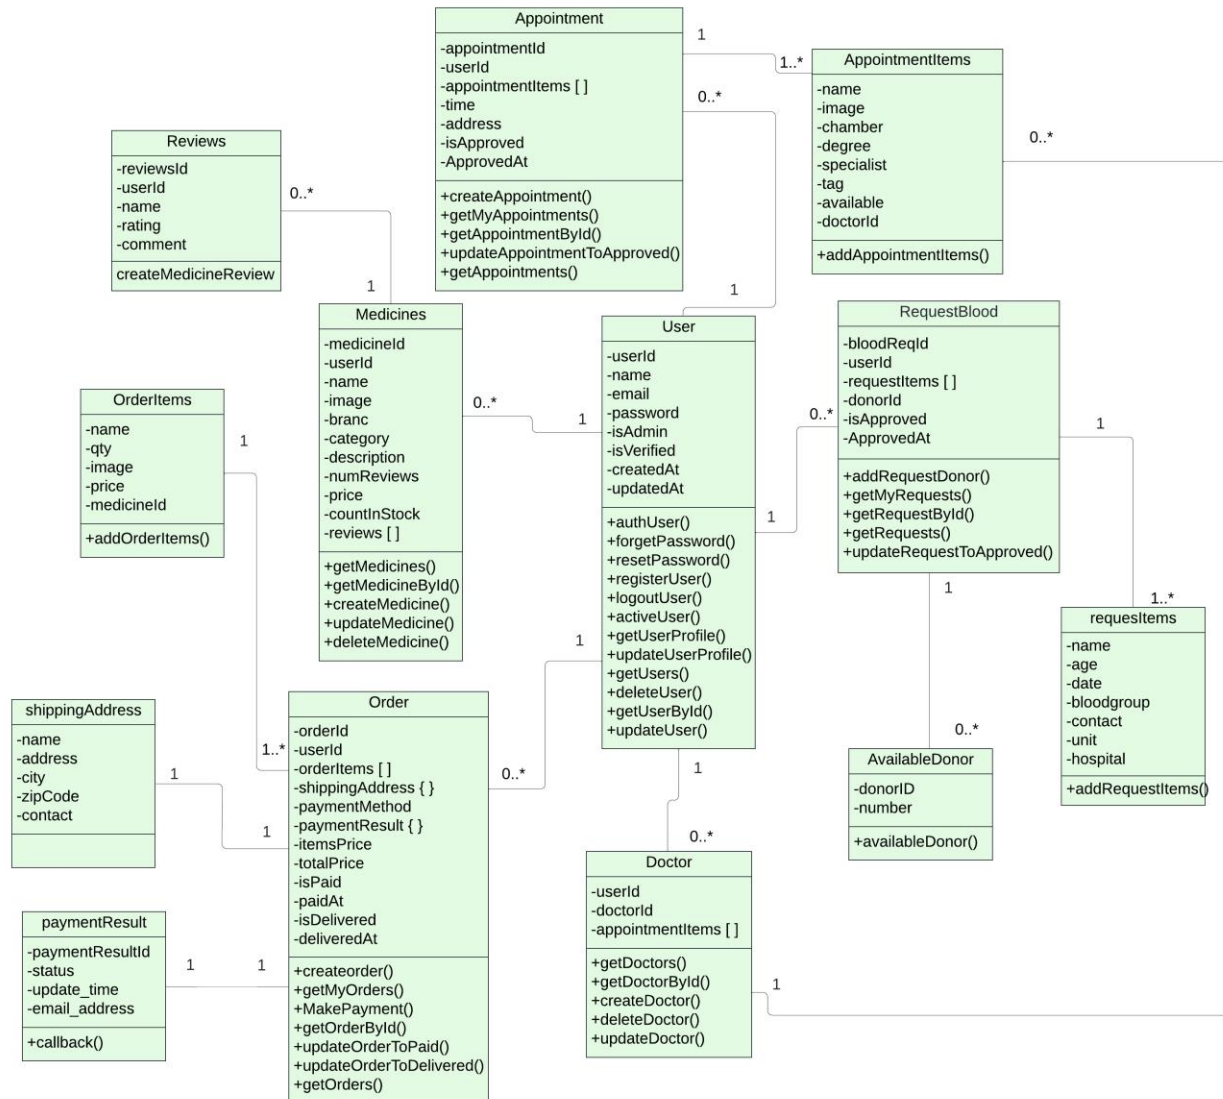 Appointment
-appointmentId
-userId
-appointmentItems [ ]
-time
-address
-isApproved
-ApprovedAt
+createAppointment()
+getMyAppointments()
+getAppointmentById()
+updateAppointmentToApproved()
+getAppointments()
1
1..*
0..*
1
AppointmentItems
-name
-image
-chamber
-degree
-specialist
-tag
-available
-doctorId
+addAppointmentItems()
0..*
Reviews
-reviewsId
-userId
-name
-rating
-comment
createMedicineReview
0..*
1
Medicines
-medicineId
-userId
-name
-image
-branc
-category
-description
-numReviews
-price
-countInStock
-reviews [ ]
+getMedicines()
+getMedicineById()
+createMedicine()
+updateMedicine()
+deleteMedicine()
0..*
1
User
-userId
-name
-email
-password
-isAdmin
-isVerified
-createdAt
-updatedAt
+authUser()
+forgetPassword()
+resetPassword()
+registerUser()
+logoutUser()
+activeUser()
+getUserProfile()
+updateUserProfile()
+getUsers()
+deleteUser()
+getUserById()
+updateUser()
0..*
1
RequestBlood
-bloodReqId
-userId
-requestItems [ ]
-donorId
-isApproved
-ApprovedAt
+addRequestDonor()
+getMyRequests()
+getRequestById()
+getRequests()
+updateRequestToApproved()
1
1..*
1
0..*
requesItems
-name
-age
-date
-bloodgroup
-contact
-unit
-hospital
+addRequestItems()
AvailableDonor
-donorID
-number
+availableDonor()
OrderItems
-name
-qty
-image
-price
-medicineId
+addOrderItems()
1
1..*
shippingAddress
-name
-address
-city
-zipCode
-contact
1
1
Order
-orderId
-userId
-orderItems [ ]
-shippingAddress { }
-paymentMethod
-paymentResult { }
-itemsPrice
-totalPrice
-isPaid
-paidAt
-isDelivered
-deliveredAt
+createorder()
+getMyOrders()
+MakePayment()
+getOrderById()
+updateOrderToPaid()
+updateOrderToDelivered()
+getOrders()
1
0..*
paymentResult
-paymentResultId
-status
-update_time
-email_address
+callback()
1
1
1
0..*
Doctor
-userId
-doctorId
-appointmentItems [ ]
+getDoctors()
+getDoctorById()
+createDoctor()
+deleteDoctor()
+updateDoctor()
1